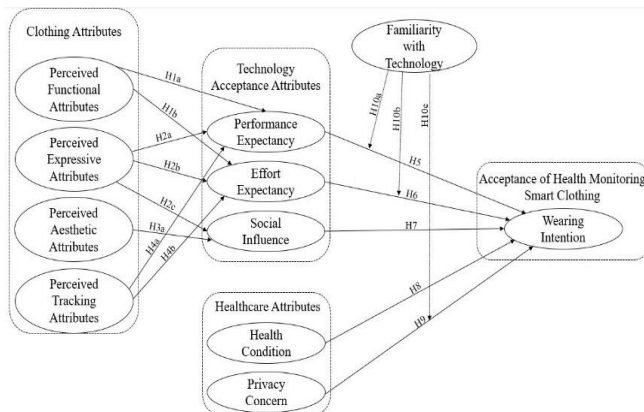 Clothing Attributes
Perceived
Functional
Attributes
Perceived
Expressive
Attributes
Perceived
Aesthetic
Attributes
Perceived
Tracking
Attributes
H1a
H1b
H2a
H2b
H2c
H3a
H4a
H4b
Technology
Acceptance Attributes
Performance
Expectancy
Effort
Expectancy
Social
Influence
Healthcare Attributes
Health
Condition
Privacy
Concern
Familiarity
with
Technology
H10a
H10b
H10c
H5
H6
H7
H8
H9
Acceptance of Health Monitoring
Smart Clothing
Wearing
Intention